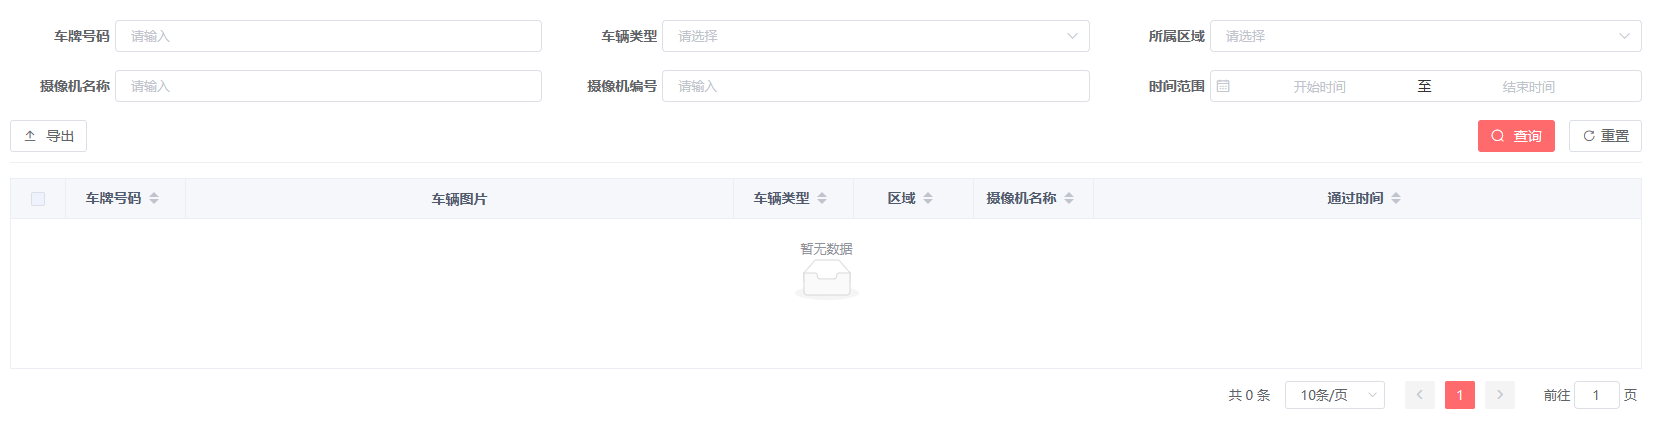 车牌号码 请输入 车辆类型 请选择 所属区域 请选择
摄像机名称 请输入 摄像机编号 请输入 时间范围 开始时间 至 结束时间
导出 查询 重置
车牌号码 车辆图片 车辆类型 区域 摄像机名称 通过时间
暂无数据
共 0 条 10条/页 1 前往 1 页